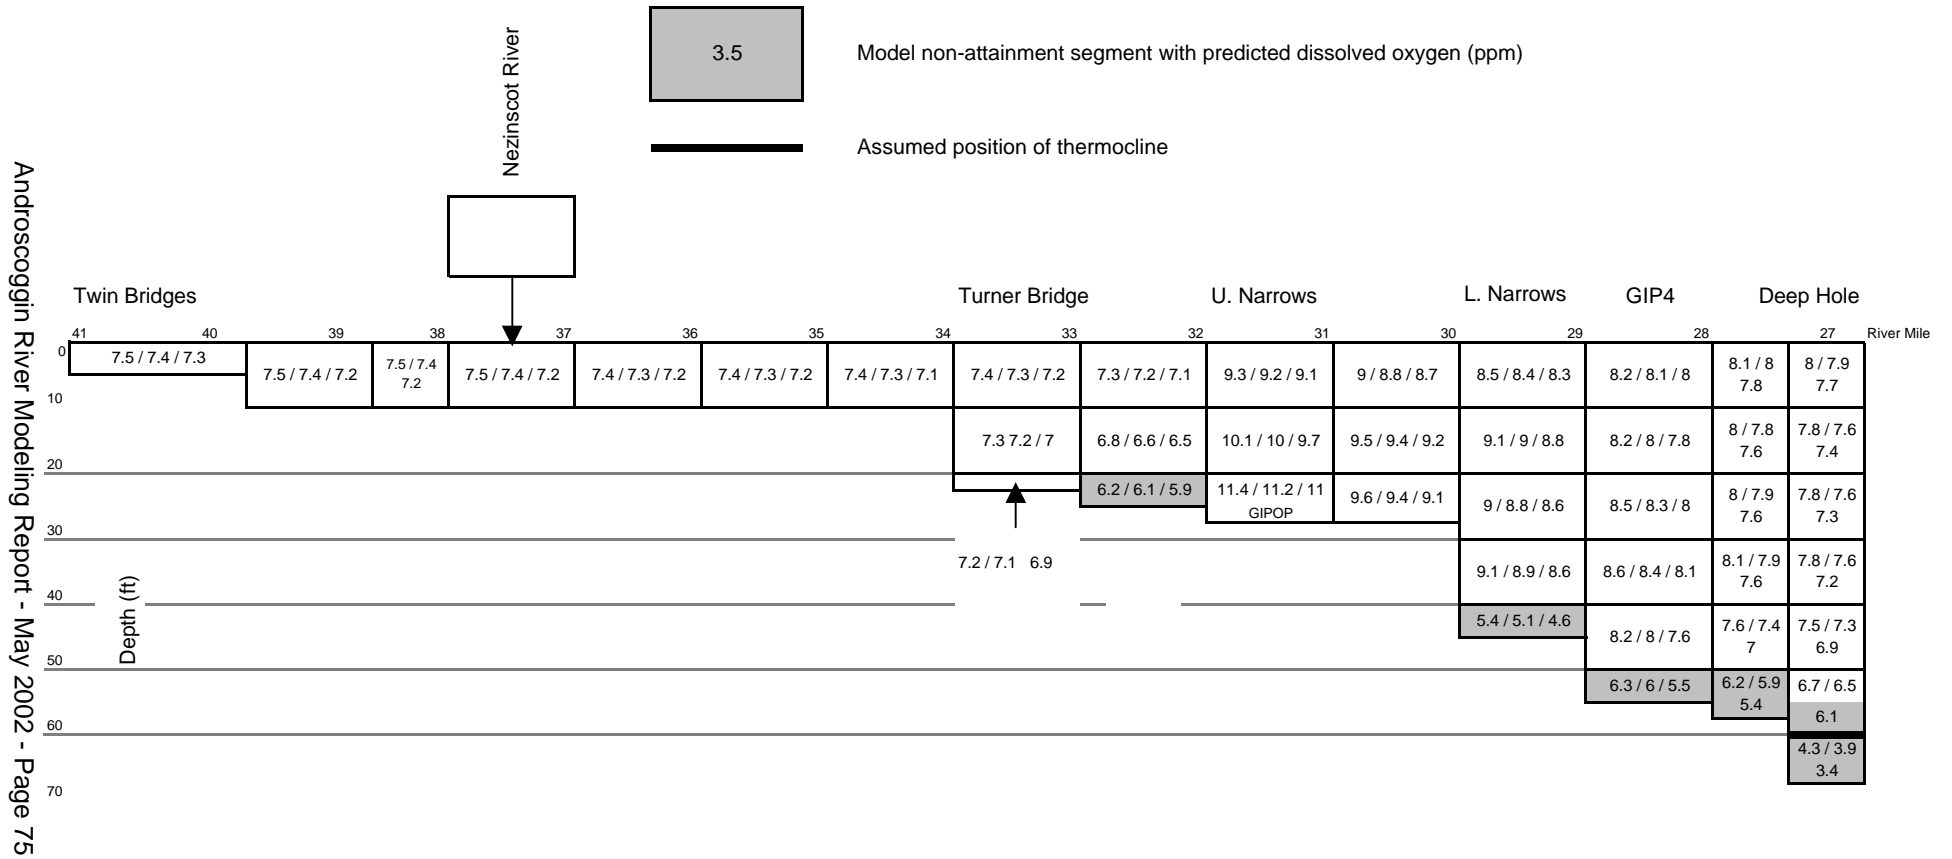 3.5
Model non-attainment segment with predicted dissolved oxygen (ppm)
Assumed position of thermocline
Nezinscot River
Androscoggin River Modeling Report - May 2002 - Page 75
Twin Bridges
Turner Bridge
U. Narrows
L. Narrows
GIP4
Deep Hole
41 40 39 38 37 36 35 34 33 32 31 30 29 28 27 River Mile
0
7.5 / 7.4 / 7.3
7.5 / 7.4 / 7.2
7.5 / 7.4
7.2
7.5 / 7.4 / 7.2
7.4 / 7.3 / 7.2
7.4 / 7.3 / 7.2
7.4 / 7.3 / 7.1
7.4 / 7.3 / 7.2
7.3 / 7.2 / 7.1
9.3 / 9.2 / 9.1
9 / 8.8 / 8.7
8.5 / 8.4 / 8.3
8.2 / 8.1 / 8
8.1 / 8
7.8
8 / 7.9
7.7
10
7.3 7.2 / 7
6.8 / 6.6 / 6.5
10.1 / 10 / 9.7
9.5 / 9.4 / 9.2
9.1 / 9 / 8.8
8.2 / 8 / 7.8
8 / 7.8
7.6
7.8 / 7.6
7.4
20
6.2 / 6.1 / 5.9
11.4 / 11.2 / 11
GIPOP
9.6 / 9.4 / 9.1
9 / 8.8 / 8.6
8.5 / 8.3 / 8
8 / 7.9
7.6
7.8 / 7.6
7.3
30
7.2 / 7.1 6.9
9.1 / 8.9 / 8.6
8.6 / 8.4 / 8.1
8.1 / 7.9
7.6
7.8 / 7.6
7.2
40
Depth (ft)
5.4 / 5.1 / 4.6
8.2 / 8 / 7.6
7.6 / 7.4
7
7.5 / 7.3
6.9
50
6.3 / 6 / 5.5
6.2 / 5.9
5.4
6.7 / 6.5
6.1
60
4.3 / 3.9
3.4
70